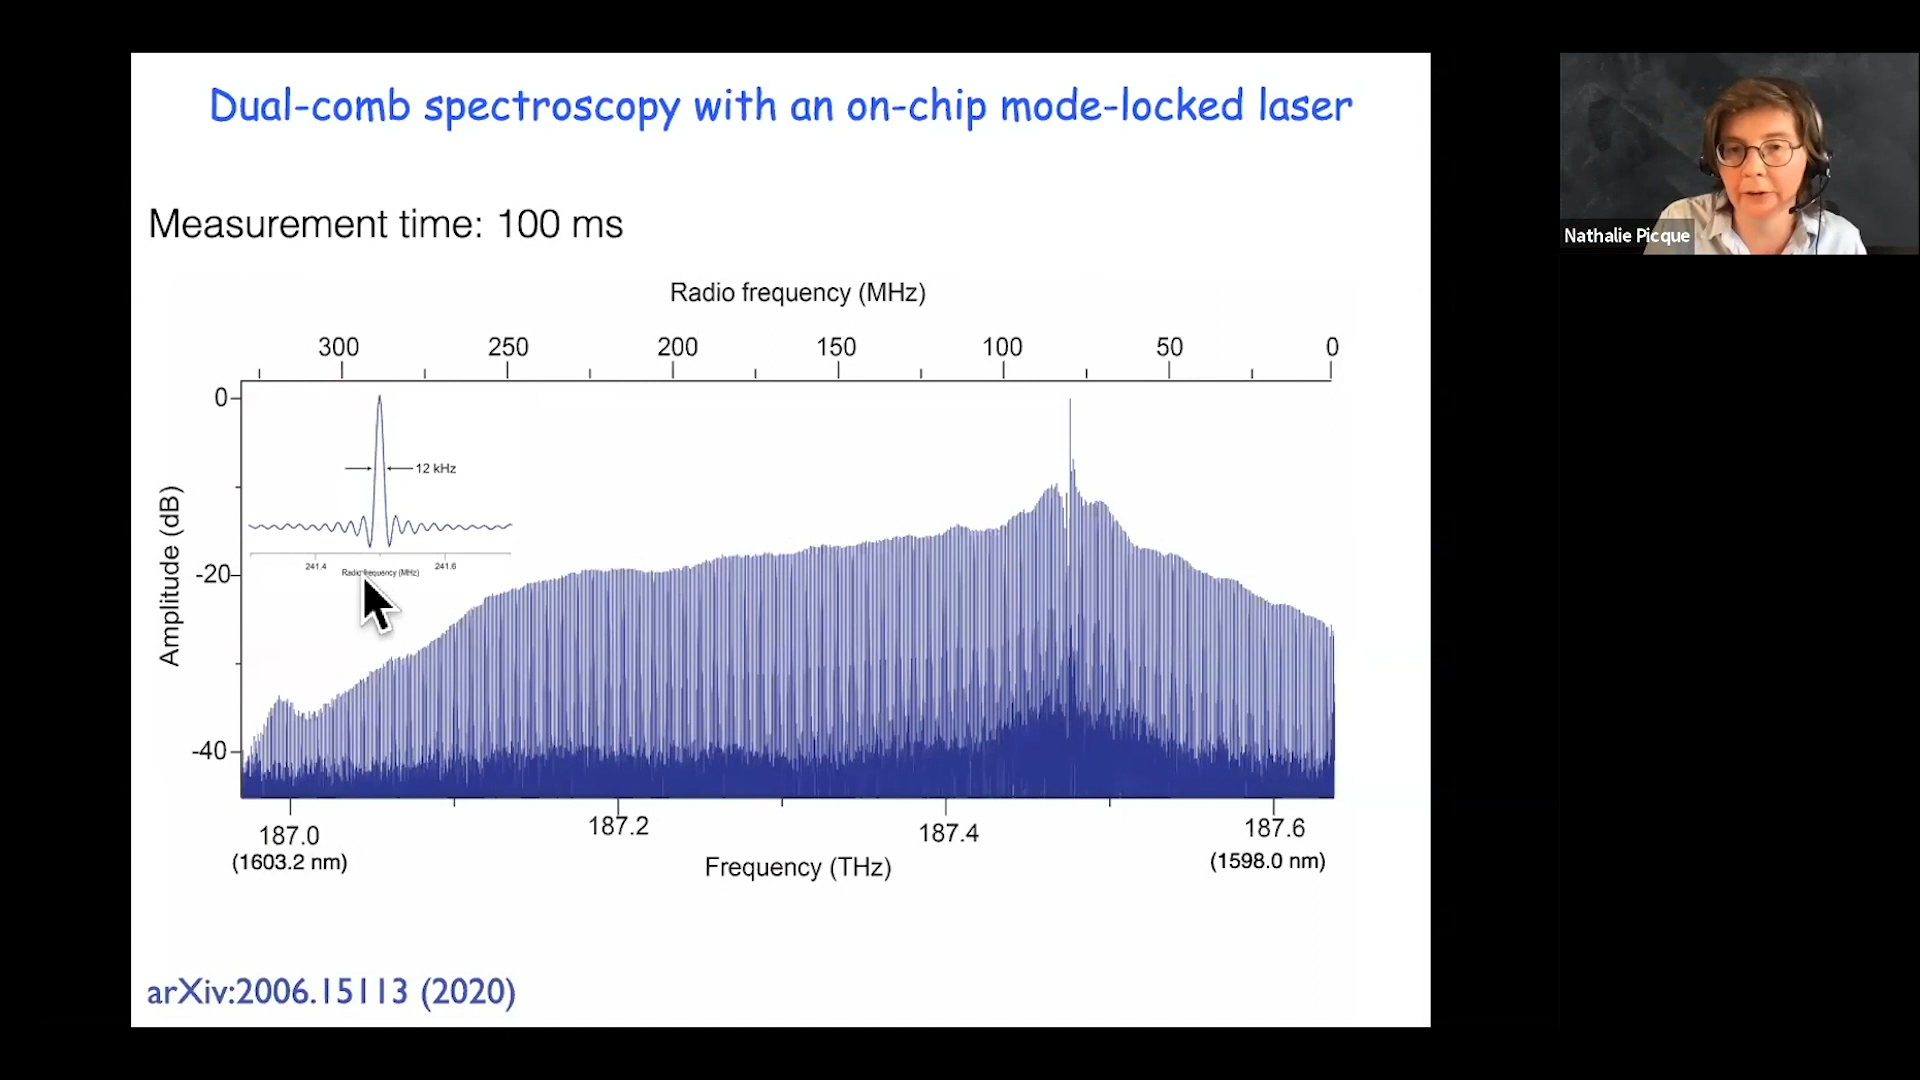 Dual-comb spectroscopy with an on-chip mode-locked laser
Nathalie Picque
Measurement time: 100 ms
Radio frequency (MHz)
300 250 200 150 100 50 0
0
12 kHz
241.4 241.6
Radio frequency (MHz)
-20
-40
Amplitude (dB)
187.0 187.2 187.4 187.6
(1603.2 nm) (1598.0 nm)
Frequency (THz)
arXiv:2006.15113 (2020)